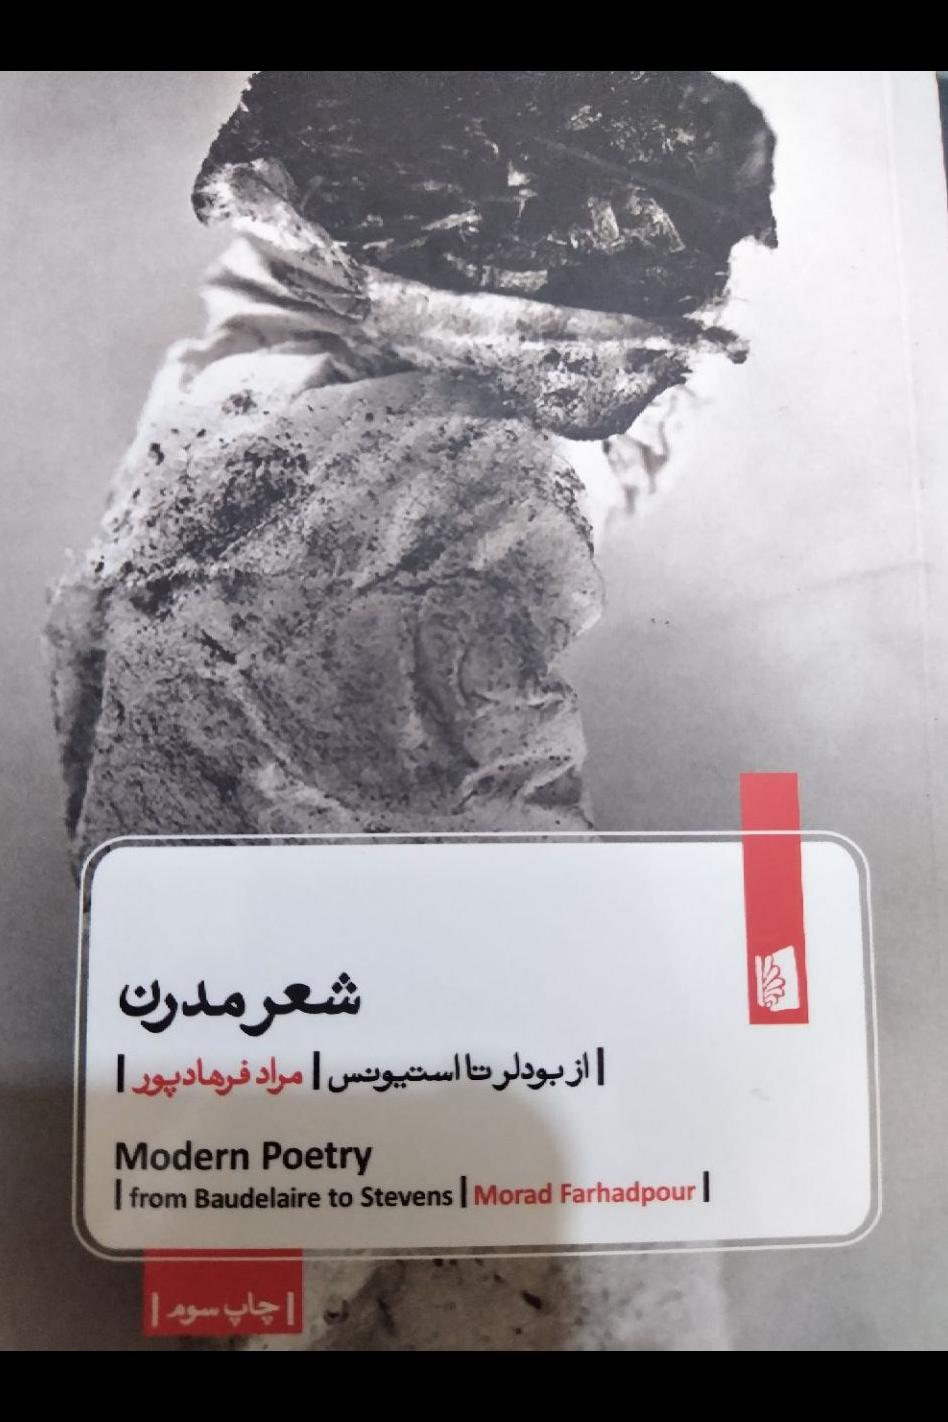 شعر مدرن
| از بودلر تا استیونس | مراد فرهادپور |
Modern Poetry
| from Baudelaire to Stevens | Morad Farhadpour |
| چاپ سوم |